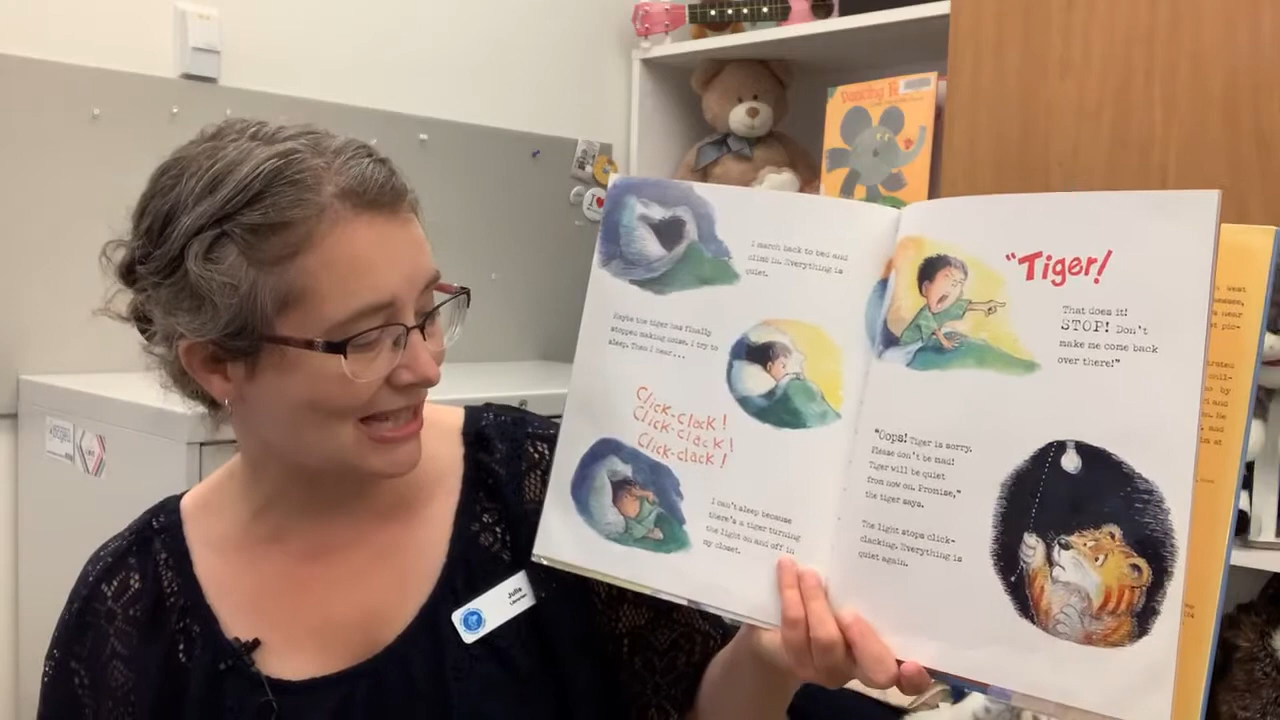 Dancing
I
Julie
Librarian
I march back to bed and
climb in. Everything is
quiet.
Maybe the tiger has finally
stopped making noise. I try to
sleep. Then I hear...
Click-clack!
Click-clack!
Click-clack!
I can't sleep because
there's a tiger turning
the light on and off in
my closet.
"Tiger!
That does it!
STOP! Don't
make me come back
over there!"
"Oops! Tiger is sorry.
Please don't be mad!
Tiger will be quiet
from now on. Promise,"
the tiger says.
The light stops click-
clacking. Everything is
quiet again.